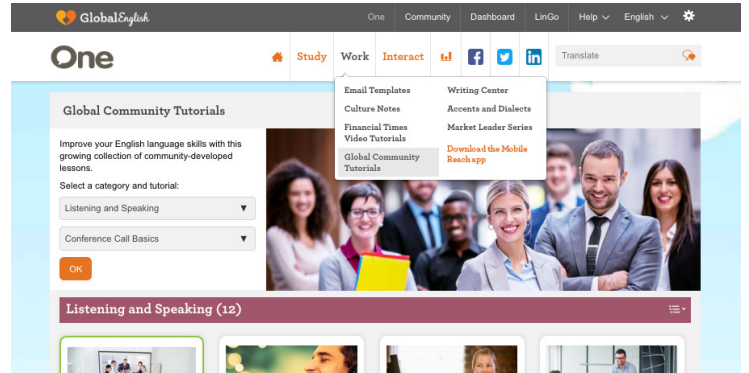 GlobalEnglish
One Community Dashboard LinGo Help English
One
Study Work Interact
Translate
Email Templates
Culture Notes
Financial Times
Video Tutorials
Global Community
Tutorials
Writing Center
Accents and Dialects
Market Leader Series
Download the Mobile
Reach app
Global Community Tutorials
Improve your English language skills with this
growing collection of community-developed
lessons.
Select a category and tutorial:
Listening and Speaking
Conference Call Basics
OK
Listening and Speaking (12)